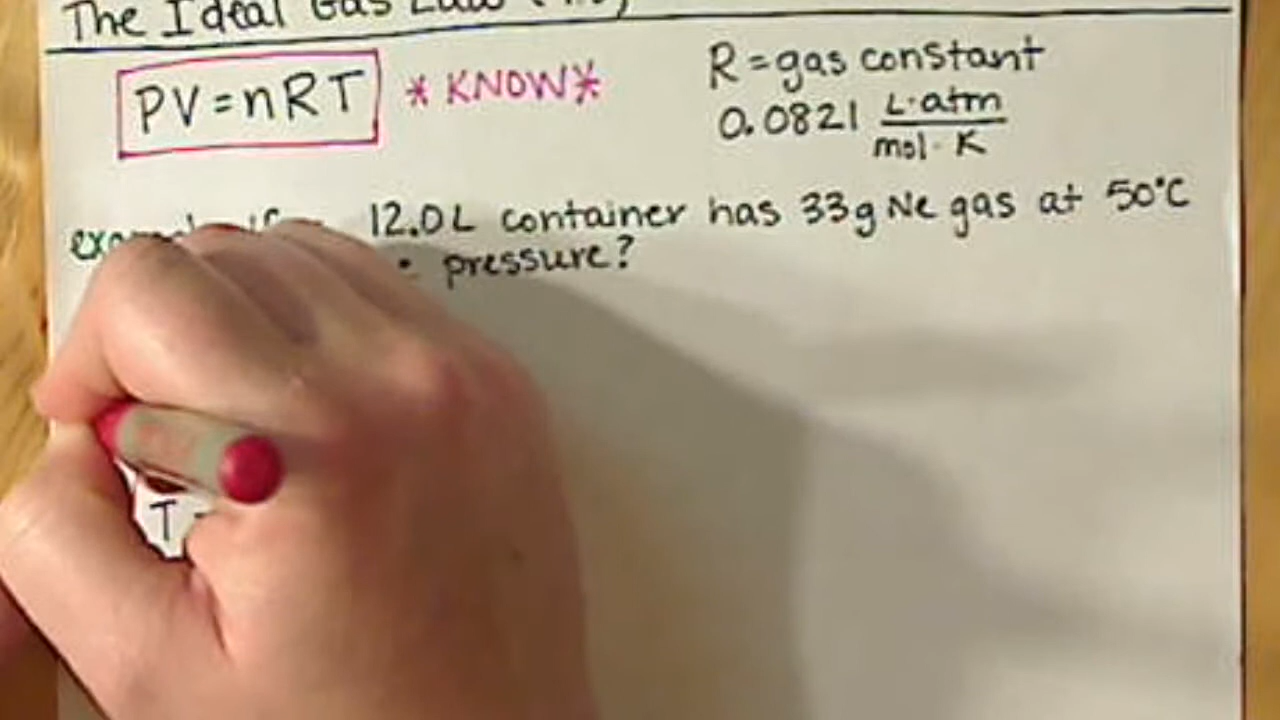 The Ideal Gas Law
PV=nRT *KNOW*
R=gas constant
0.0821 L·atm
mol·K
12.0L container has 33g Ne gas at 50°C
pressure?
T